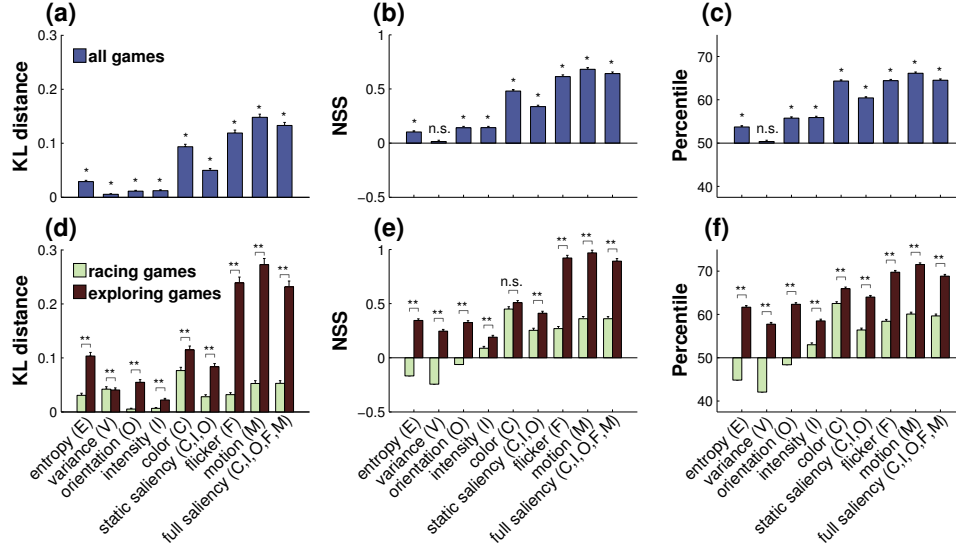 (a)
KL distance
0.3
0.2
0.1
0
all games
* * * * * * * * *
(b)
NSS
1
0.5
0
−0.5
* n.s. * * * * * * *
(c)
Percentile
70
60
50
40
* n.s. * * * * * * *
(d)
KL distance
0.3
0.2
0.1
0
racing games
exploring games
** ** ** ** ** ** ** ** **
entropy (E)
variance (V)
orientation (O)
intensity (I)
color (C)
static saliency (C,I,O)
flicker (F)
motion (M)
full saliency (C,I,O,F,M)
(e)
NSS
1
0.5
0
−0.5
** ** ** ** n.s. ** ** ** **
entropy (E)
variance (V)
orientation (O)
intensity (I)
color (C)
static saliency (C,I,O)
flicker (F)
motion (M)
full saliency (C,I,O,F,M)
(f)
Percentile
70
60
50
40
** ** ** ** ** ** ** ** **
entropy (E)
variance (V)
orientation (O)
intensity (I)
color (C)
static saliency (C,I,O)
flicker (F)
motion (M)
full saliency (C,I,O,F,M)